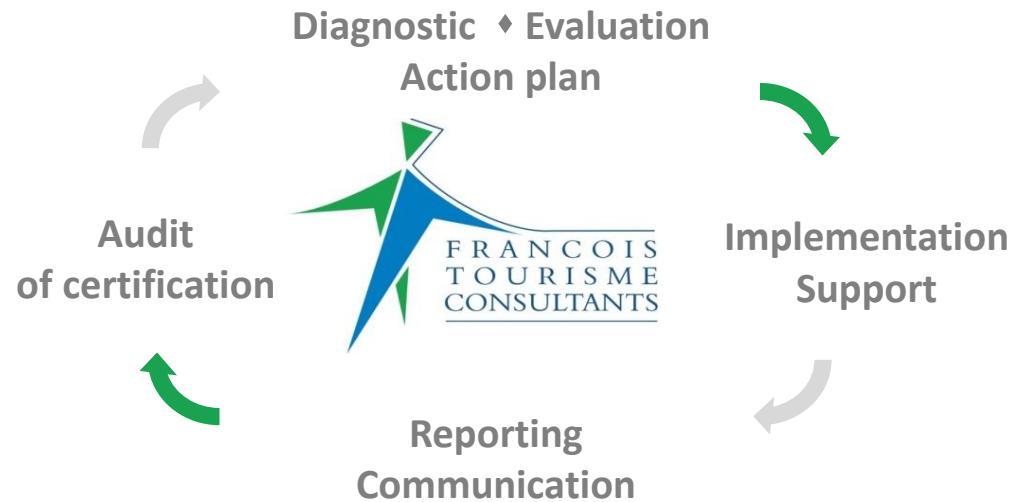 Diagnostic ♦ Evaluation
Action plan
Audit
of certification
FRANCOIS
TOURISME
CONSULTANTS
Implementation
Support
Reporting
Communication